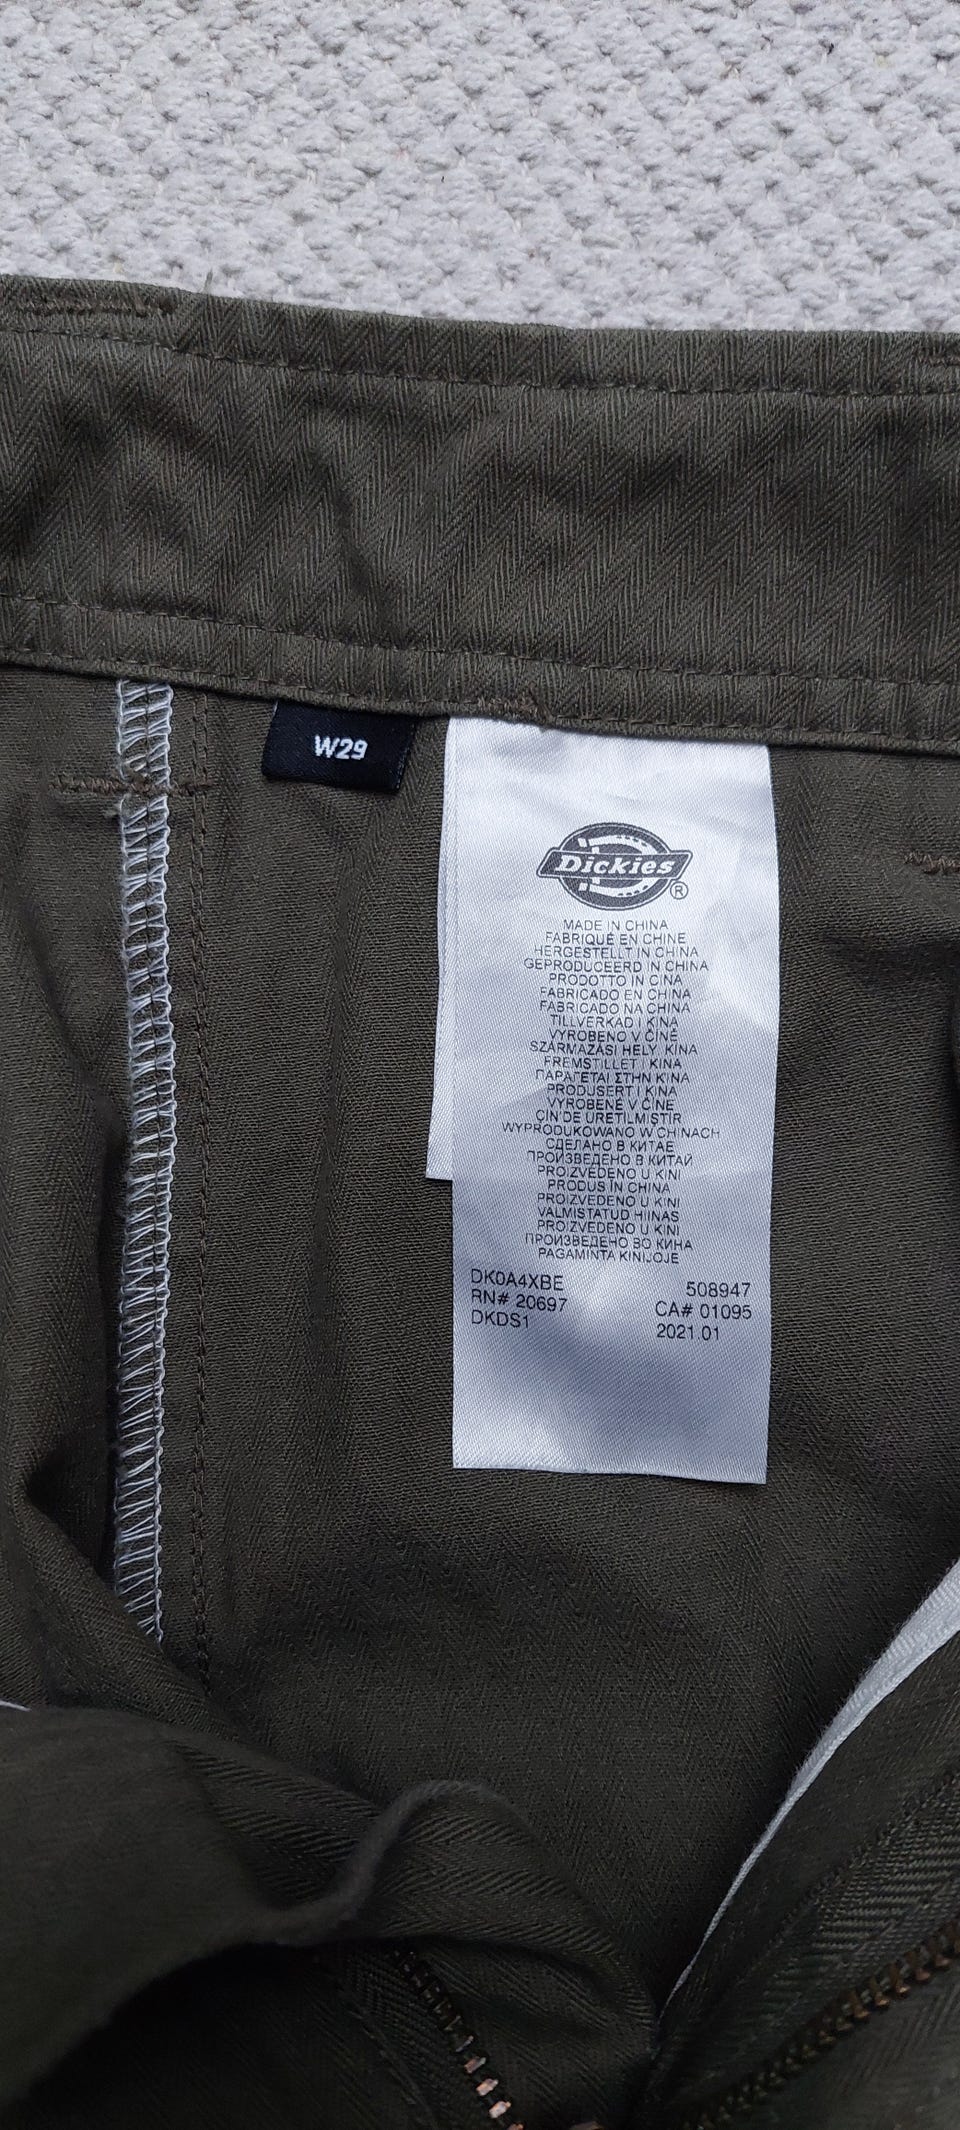 W29
Dickies
®
MADE IN CHINA
FABRIQUÉ EN CHINE
HERGESTELLT IN CHINA
GEPRODUCEERD IN CHINA
PRODOTTO IN CINA
FABRICADO EN CHINA
FABRICADO NA CHINA
TILLVERKAD I KINA
VYROBENO V ČÍNĚ
SZÁRMAZÁSI HELY: KÍNA
FREMSTILLET I KINA
ΠΑΡΑΓΕΤΑΙ ΣΤΗΝ ΚΙΝΑ
PRODUSERT I KINA
VYROBENÉ V ČÍNE
ÇİN'DE ÜRETİLMİŞTİR
WYPRODUKOWANO W CHINACH
СДЕЛАНО В КИТАЕ
ПРОИЗВЕДЕНО В КИТАЙ
PROIZVEDENO U KINI
PRODUS ÎN CHINA
PROIZVEDENO U KINI
VALMISTATUD HIINAS
PROIZVEDENO U KINI
ПРОИЗВЕДЕНО ВО КИНА
PAGAMINTA KINIJOJE
DK0A4XBE 508947
RN# 20697 CA# 01095
DKDS1 2021.01